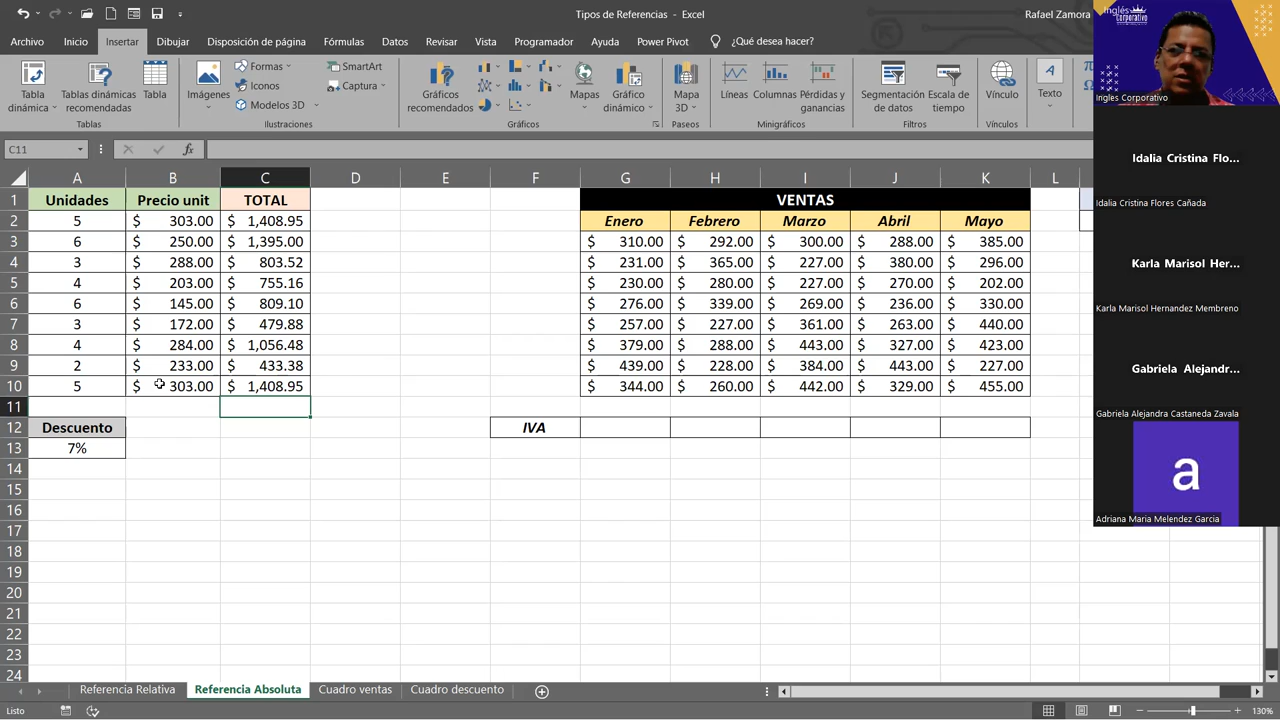 Tipos de Referencias - Excel
Rafael Zamora
Archivo Inicio Insertar Dibujar Disposición de página Fórmulas Datos Revisar Vista Programador Ayuda Power Pivot ¿Qué desea hacer?
Tabla dinámica
Tablas dinámicas recomendadas
Tabla
Imágenes
Formas
Iconos
Modelos 3D
SmartArt
Captura
Gráficos recomendados
Mapas
Gráfico dinámico
Mapa 3D
Líneas
Columnas
Pérdidas y ganancias
Segmentación de datos
Escala de tiempo
Vínculo
Texto
Tablas Ilustraciones Gráficos Paseos Minigráficos Filtros Vínculos
C11 fx
A B C D E F G H I J K L
1 Unidades Precio unit TOTAL VENTAS
2 5 $ 303.00 $ 1,408.95 Enero Febrero Marzo Abril Mayo
3 6 $ 250.00 $ 1,395.00 $ 310.00 $ 292.00 $ 300.00 $ 288.00 $ 385.00
4 3 $ 288.00 $ 803.52 $ 231.00 $ 365.00 $ 227.00 $ 380.00 $ 296.00
5 4 $ 203.00 $ 755.16 $ 230.00 $ 280.00 $ 227.00 $ 270.00 $ 202.00
6 6 $ 145.00 $ 809.10 $ 276.00 $ 339.00 $ 269.00 $ 236.00 $ 330.00
7 3 $ 172.00 $ 479.88 $ 257.00 $ 227.00 $ 361.00 $ 263.00 $ 440.00
8 4 $ 284.00 $ 1,056.48 $ 379.00 $ 288.00 $ 443.00 $ 327.00 $ 423.00
9 2 $ 233.00 $ 433.38 $ 439.00 $ 228.00 $ 384.00 $ 443.00 $ 227.00
10 5 $ 303.00 $ 1,408.95 $ 344.00 $ 260.00 $ 442.00 $ 329.00 $ 455.00
11
12 Descuento IVA
13 7%
14
15
16
17
18
19
20
21
22
23
24
Referencia Relativa Referencia Absoluta Cuadro ventas Cuadro descuento
Listo
130%
Inglés Corporativo
Ingles Corporativo
Idalia Cristina Flo...
Idalia Cristina Flores Cañada
Karla Marisol Her...
Karla Marisol Hernandez Membreno
Gabriela Alejandr...
Gabriela Alejandra Castaneda Zavala
a
Adriana Maria Melendez Garcia